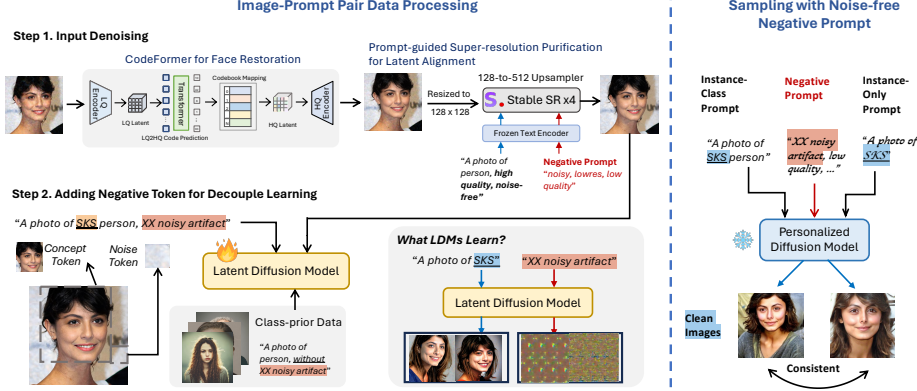 Image-Prompt Pair Data Processing
Step 1. Input Denoising
CodeFormer for Face Restoration
LQ
Encoder
LQ Latent
Transformer
LQ2HQ Code Prediction
Codebook Mapping
HQ Latent
HQ
Encoder
Prompt-guided Super-resolution Purification
for Latent Alignment
Resized to
128 x 128
128-to-512 Upsampler
S. Stable SR x4
Frozen Text Encoder
“A photo of
person, high
quality, noise-
free”
Negative Prompt
“noisy, lowres, low
quality”
Step 2. Adding Negative Token for Decouple Learning
“A photo of SKS person, XX noisy artifact”
Concept
Token
Noise
Token
Latent Diffusion Model
Class-prior Data
“A photo of
person, without
XX noisy artifact”
What LDMs Learn?
“A photo of SKS”
“XX noisy artifact”
Latent Diffusion Model
Sampling with Noise-free
Negative Prompt
Instance-
Class
Prompt
Negative
Prompt
Instance-
Only
Prompt
“A photo of
SKS person”
“XX noisy
artifact, low
quality, ...”
“A photo of
SKS”
Personalized
Diffusion Model
Clean
Images
Consistent